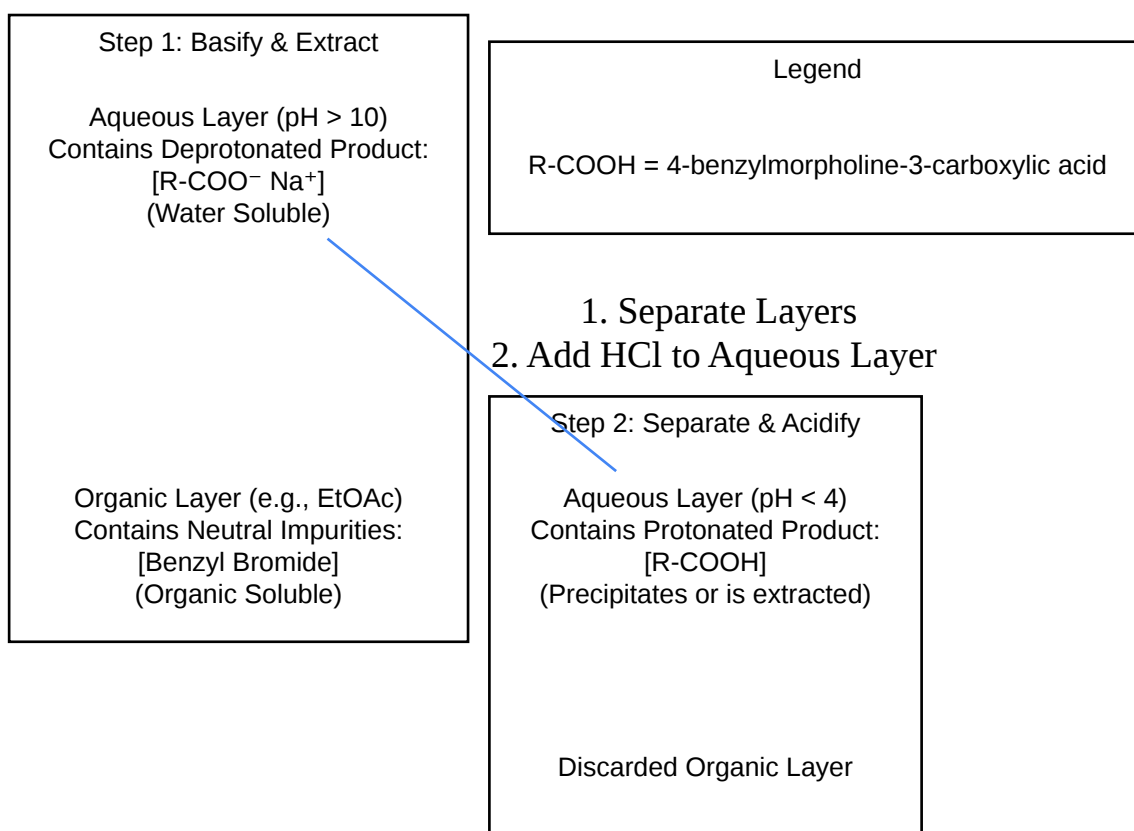 Step 1: Basify & Extract
Aqueous Layer (pH > 10)
Contains Deprotonated Product:
[R-COO⁻ Na⁺]
(Water Soluble)
Organic Layer (e.g., EtOAc)
Contains Neutral Impurities:
[Benzyl Bromide]
(Organic Soluble)
Legend
R-COOH = 4-benzylmorpholine-3-carboxylic acid
1. Separate Layers
2. Add HCl to Aqueous Layer
Step 2: Separate & Acidify
Aqueous Layer (pH < 4)
Contains Protonated Product:
[R-COOH]
(Precipitates or is extracted)
Discarded Organic Layer